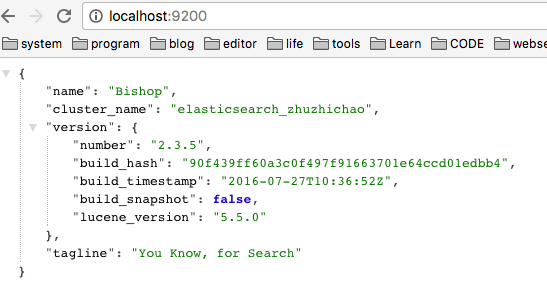 localhost:9200
system program blog editor life tools Learn CODE webse
{
"name": "Bishop",
"cluster_name": "elasticsearch_zhuzhichao",
"version": {
"number": "2.3.5",
"build_hash": "90f439ff60a3c0f497f91663701e64ccd01edbb4",
"build_timestamp": "2016-07-27T10:36:52Z",
"build_snapshot": false,
"lucene_version": "5.5.0"
},
"tagline": "You Know, for Search"
}